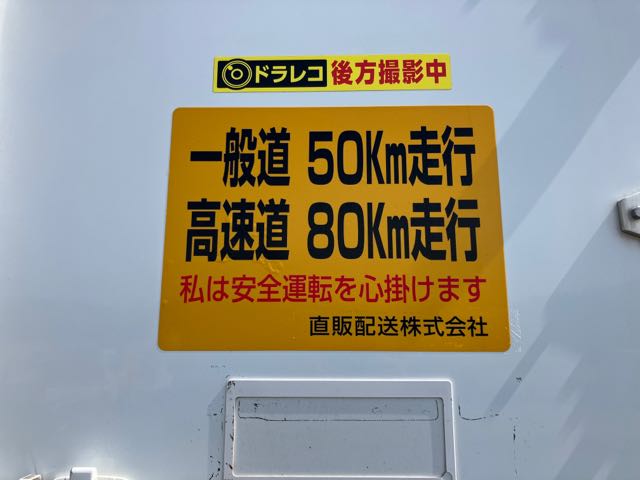 ドラレコ 後方撮影中
一般道 50Km走行
高速道 80Km走行
私は安全運転を心掛けます
直販配送株式会社